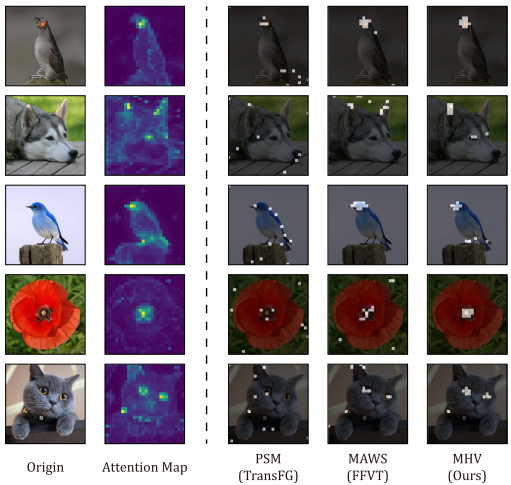 Origin
Attention Map
PSM
(TransFG)
MAWS
(FFVT)
MHV
(Ours)